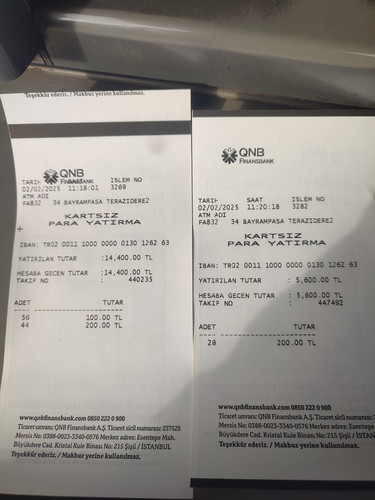 Teşekkür ederiz. / Makbuz yerine kullanılmaz.
QNB
FINANSBANK
TARIH ISLEM NO
02/02/2025 11:18:01 3269
ATM ADI
FA832 34 BAYRAMPASA TERAZIDERE2
KARTSIZ
PARA YATIRMA
IBAN: TR02 0011 1000 0000 0130 1262 63
YATIRILAN TUTAR :14,400.00 TL
HESABA GECEN TUTAR :14,400.00 TL
TAKIP NO : 440235
ADET TUTAR
56 100.00 TL
44 200.00 TL
www.qnbfinansbank.com 0850 222 0 900
Ticaret unvanı: QNB Finansbank A.Ş. Ticaret sicil numarası: 237525
Mersis No: 0388-0023-3340-0576 Merkez adres: Esentepe Mah.
Büyükdere Cad. Kristal Kule Binası No: 215 Şişli / İSTANBUL
Teşekkür ederiz. / Makbuz yerine kullanılmaz.
QNB
FINANSBANK
TARIH SAAT ISLEM NO
02/02/2025 11:20:18 3282
ATM ADI
FA832 34 BAYRAMPASA TERAZIDERE2
KARTSIZ
PARA YATIRMA
IBAN: TR02 0011 1000 0000 0130 1262 63
YATIRILAN TUTAR : 5,600.00 TL
HESABA GECEN TUTAR : 5,600.00 TL
TAKIP NO : 447492
ADET TUTAR
28 200.00 TL
www.qnbfinansbank.com 0850 222 0 900
Ticaret unvanı: QNB Finansbank A.Ş. Ticaret sicil numarası:
Mersis No: 0388-0023-3340-0576 Merkez adres: Esentepe
Büyükdere Cad. Kristal Kule Binası No: 215 Şişli /
Teşekkür ederiz. / Makbuz yerine kullanılmaz.